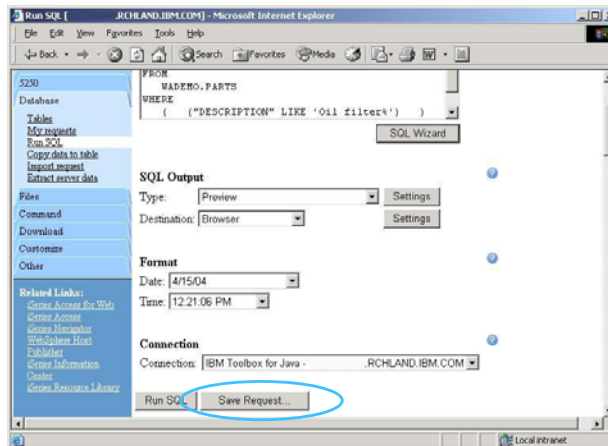 Run SQL [ .RCHLAND.IBM.COM] - Microsoft Internet Explorer
File Edit View Favorites Tools Help
Back Search Favorites Media
5250
Database
Tables
My requests
Run SQL
Copy data to table
Import request
Extract server data
Files
Command
Download
Customize
Other
Related Links:
iSeries Access for Web
iSeries Access
iSeries Navigator
WebSphere Host
Publisher
iSeries Information
Center
iSeries Resource Library
FROM
WADEMO.PARTS
WHERE
( ("DESCRIPTION" LIKE 'Oil filter%') )
SQL Wizard
SQL Output
Type: Preview Settings
Destination: Browser Settings
Format
Date: 4/15/04
Time: 12:21:06 PM
Connection
Connection: IBM Toolbox for Java - .RCHLAND.IBM.COM
Run SQL Save Request...
Local intranet